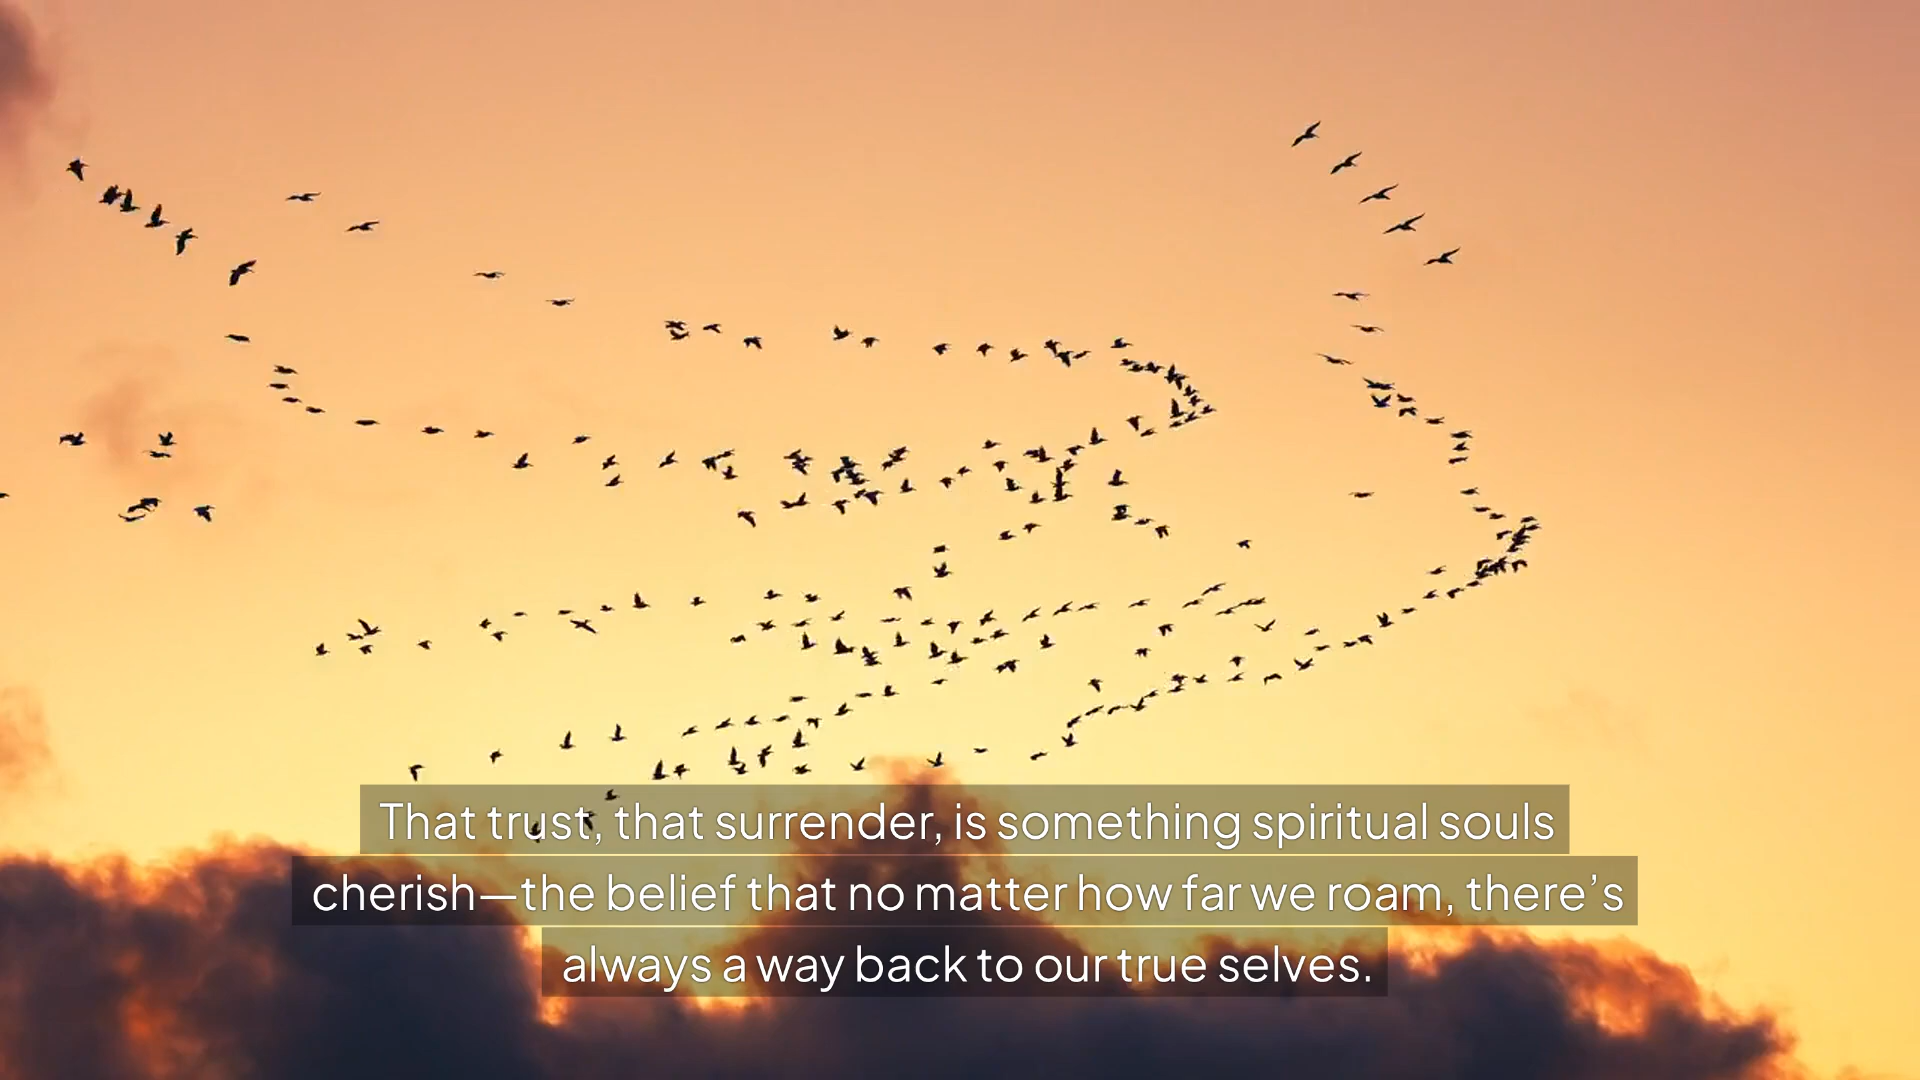 That trust, that surrender, is something spiritual souls
cherish—the belief that no matter how far we roam, there’s
always a way back to our true selves.